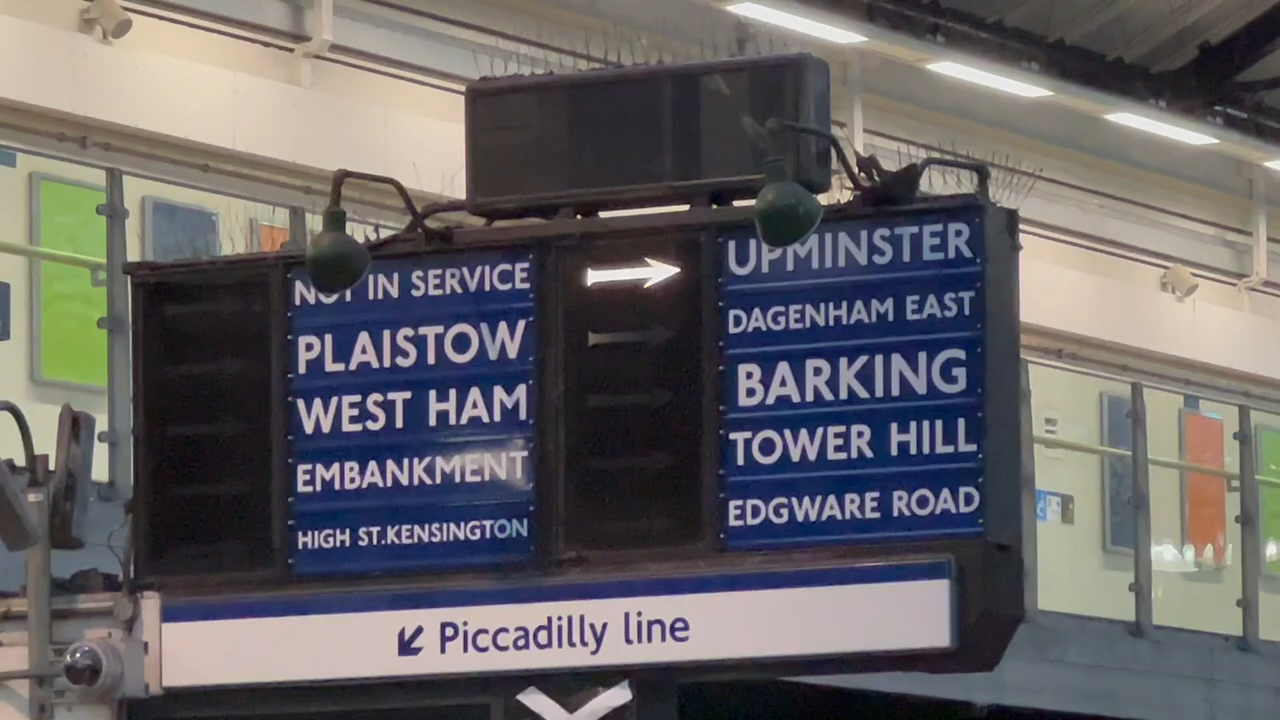 NOT IN SERVICE
PLAISTOW
WEST HAM
EMBANKMENT
HIGH ST.KENSINGTON
UPMINSTER
DAGENHAM EAST
BARKING
TOWER HILL
EDGWARE ROAD
↙ Piccadilly line